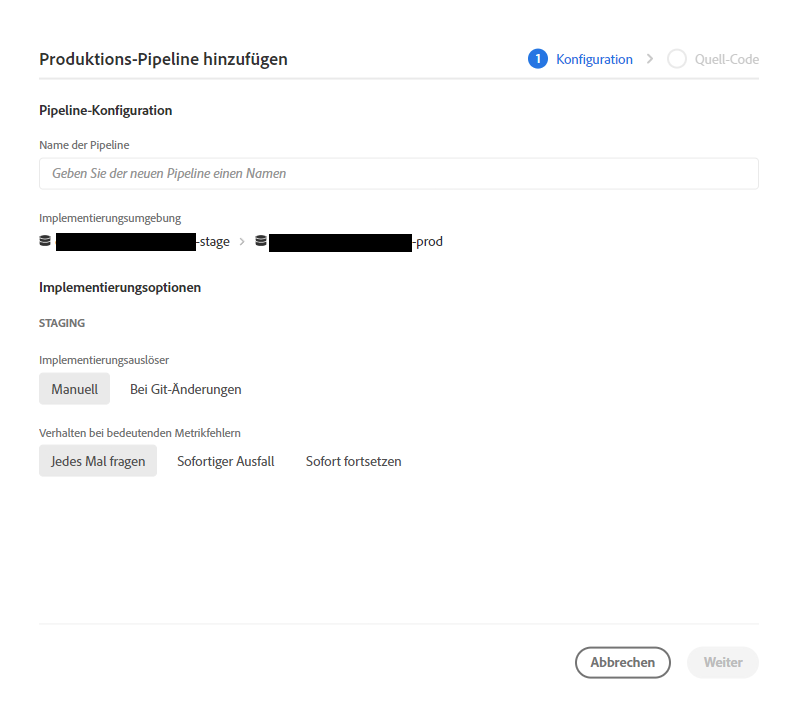 Produktions-Pipeline hinzufügen
1 Konfiguration > Quell-Code
Pipeline-Konfiguration
Name der Pipeline
Geben Sie der neuen Pipeline einen Namen
Implementierungsumgebung
-stage > -prod
Implementierungsoptionen
STAGING
Implementierungsauslöser
Manuell Bei Git-Änderungen
Verhalten bei bedeutenden Metrikfehlern
Jedes Mal fragen Sofortiger Ausfall Sofort fortsetzen
Abbrechen Weiter